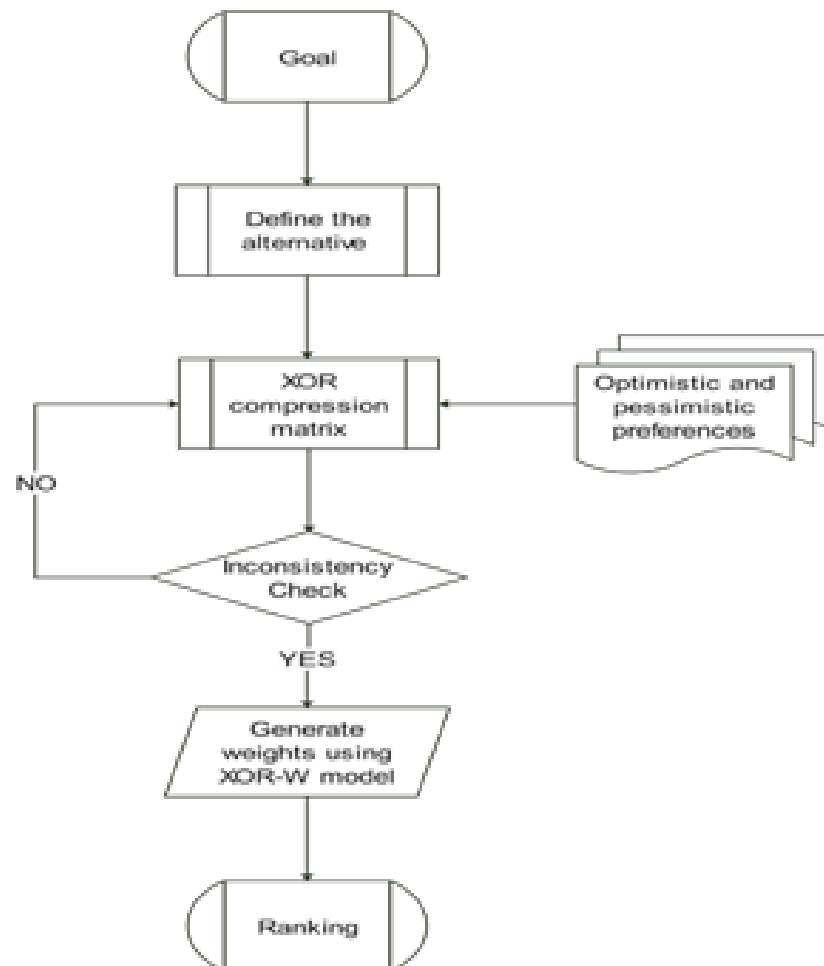 Goal
Define the
alternative
XOR
compression
matrix
Optimistic and
pessimistic
preferences
NO
Inconsistency
Check
YES
Generate
weights using
XOR-W model
Ranking